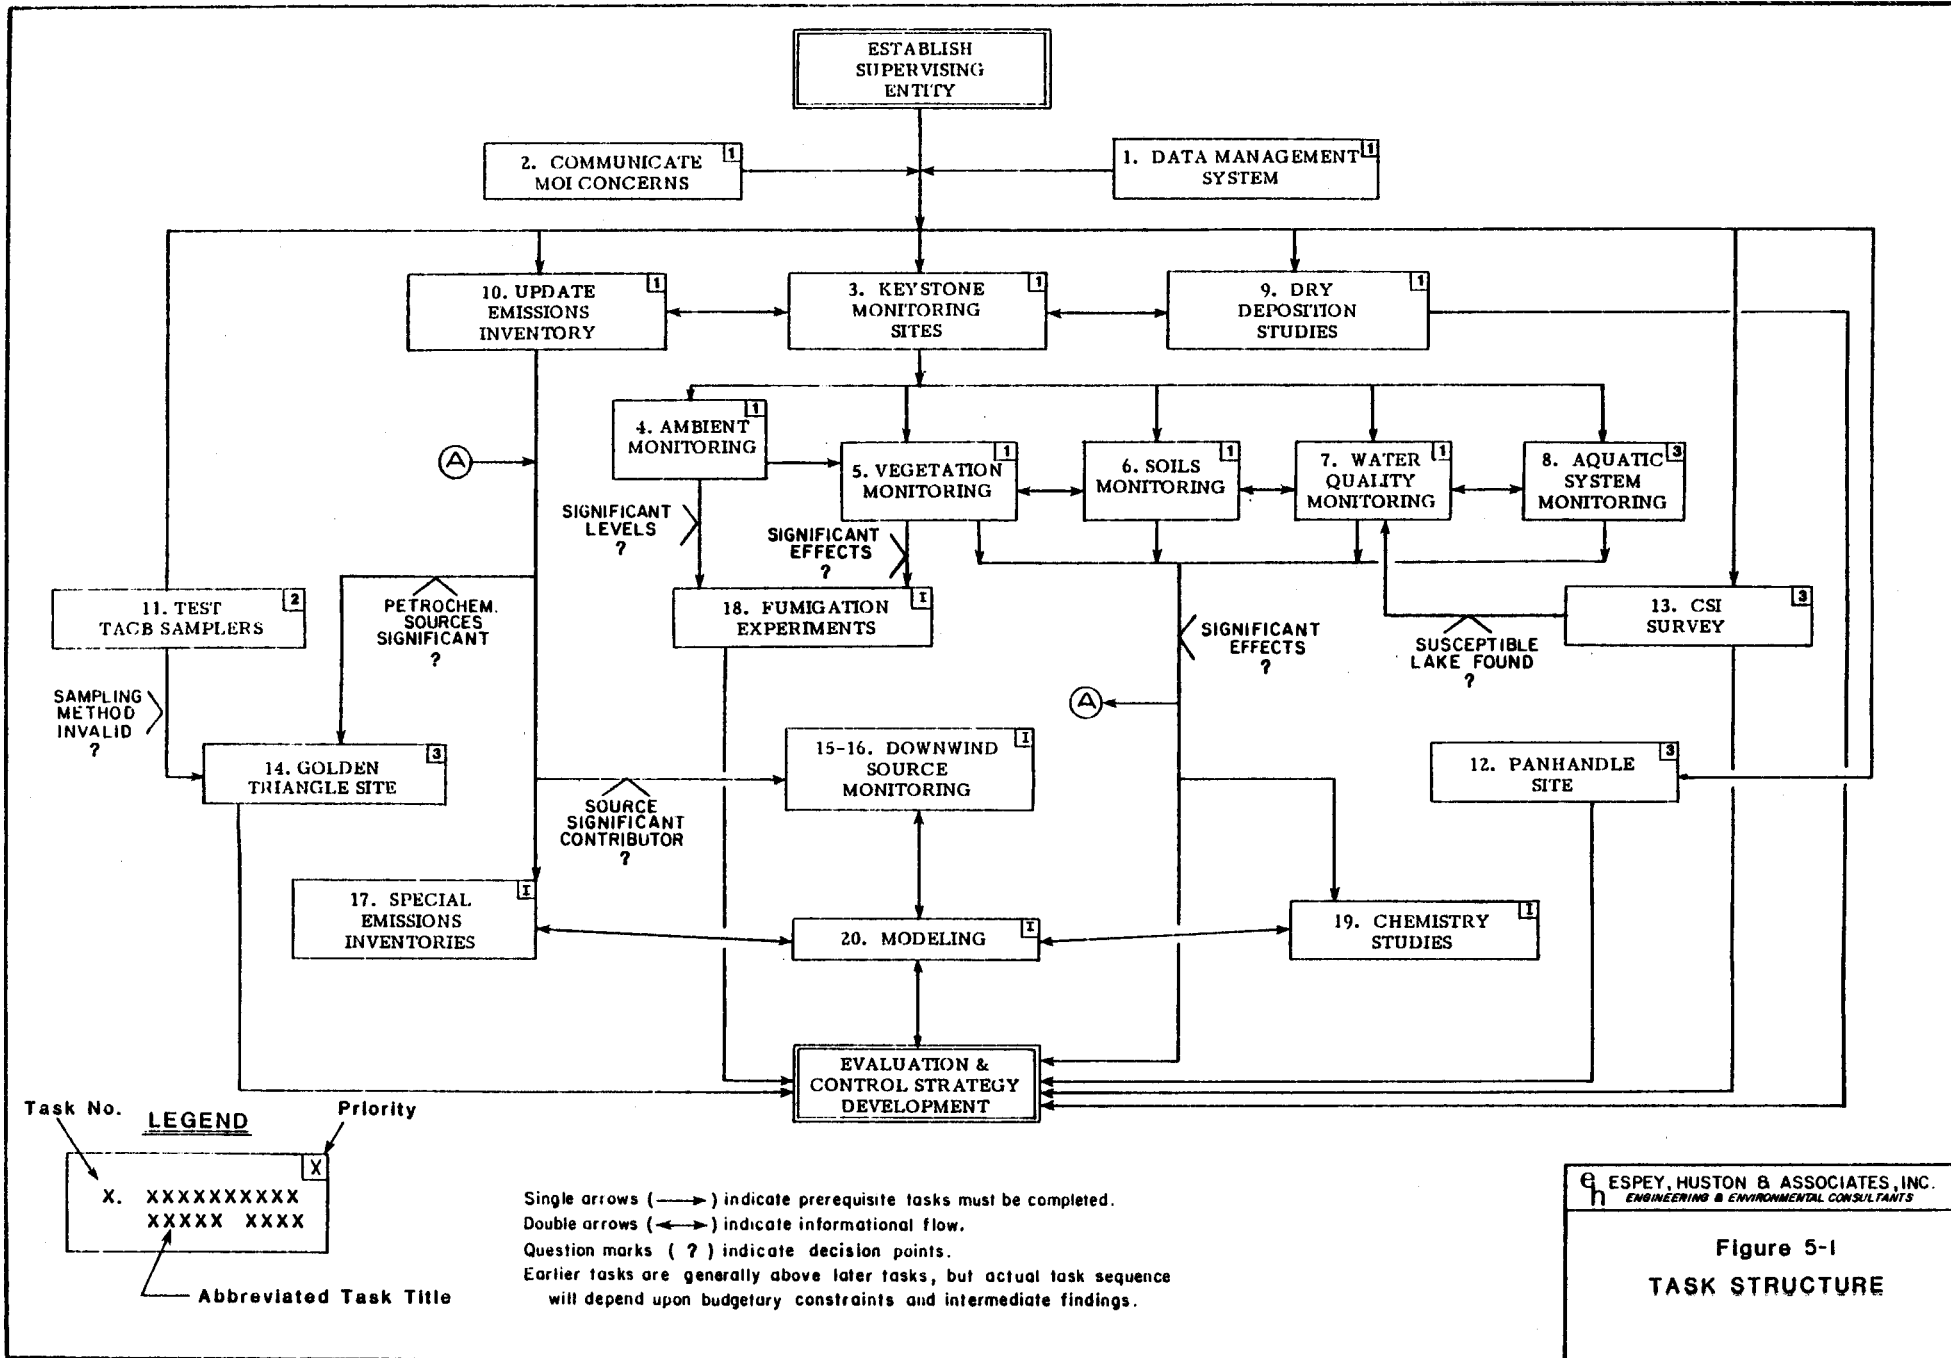 ESTABLISH
SUPERVISING
ENTITY
2. COMMUNICATE
MOI CONCERNS
1
1. DATA MANAGEMENT
SYSTEM
1
10. UPDATE
EMISSIONS
INVENTORY
1
3. KEYSTONE
MONITORING
SITES
1
9. DRY
DEPOSITION
STUDIES
1
4. AMBIENT
MONITORING
1
5. VEGETATION
MONITORING
1
6. SOILS
MONITORING
1
7. WATER
QUALITY
MONITORING
1
8. AQUATIC
SYSTEM
MONITORING
3
A
SIGNIFICANT
LEVELS
?
SIGNIFICANT
EFFECTS
?
11. TEST
TACB SAMPLERS
2
PETROCHEM.
SOURCES
SIGNIFICANT
?
18. FUMIGATION
EXPERIMENTS
I
SIGNIFICANT
EFFECTS
?
SUSCEPTIBLE
LAKE FOUND
?
13. CSI
SURVEY
3
SAMPLING
METHOD
INVALID
?
A
14. GOLDEN
TRIANGLE SITE
3
15-16. DOWNWIND
SOURCE
MONITORING
I
12. PANHANDLE
SITE
3
SOURCE
SIGNIFICANT
CONTRIBUTOR
?
17. SPECIAL
EMISSIONS
INVENTORIES
I
20. MODELING
I
19. CHEMISTRY
STUDIES
I
EVALUATION &
CONTROL STRATEGY
DEVELOPMENT
Task No.
LEGEND
Priority
X
X. XXXXXXXXXX
XXXXX XXXX
Abbreviated Task Title
Single arrows (⟶) indicate prerequisite tasks must be completed.
Double arrows (⟷) indicate informational flow.
Question marks ( ? ) indicate decision points.
Earlier tasks are generally above later tasks, but actual task sequence
will depend upon budgetary constraints and intermediate findings.
eh ESPEY, HUSTON & ASSOCIATES, INC.
ENGINEERING & ENVIRONMENTAL CONSULTANTS
Figure 5-1
TASK STRUCTURE